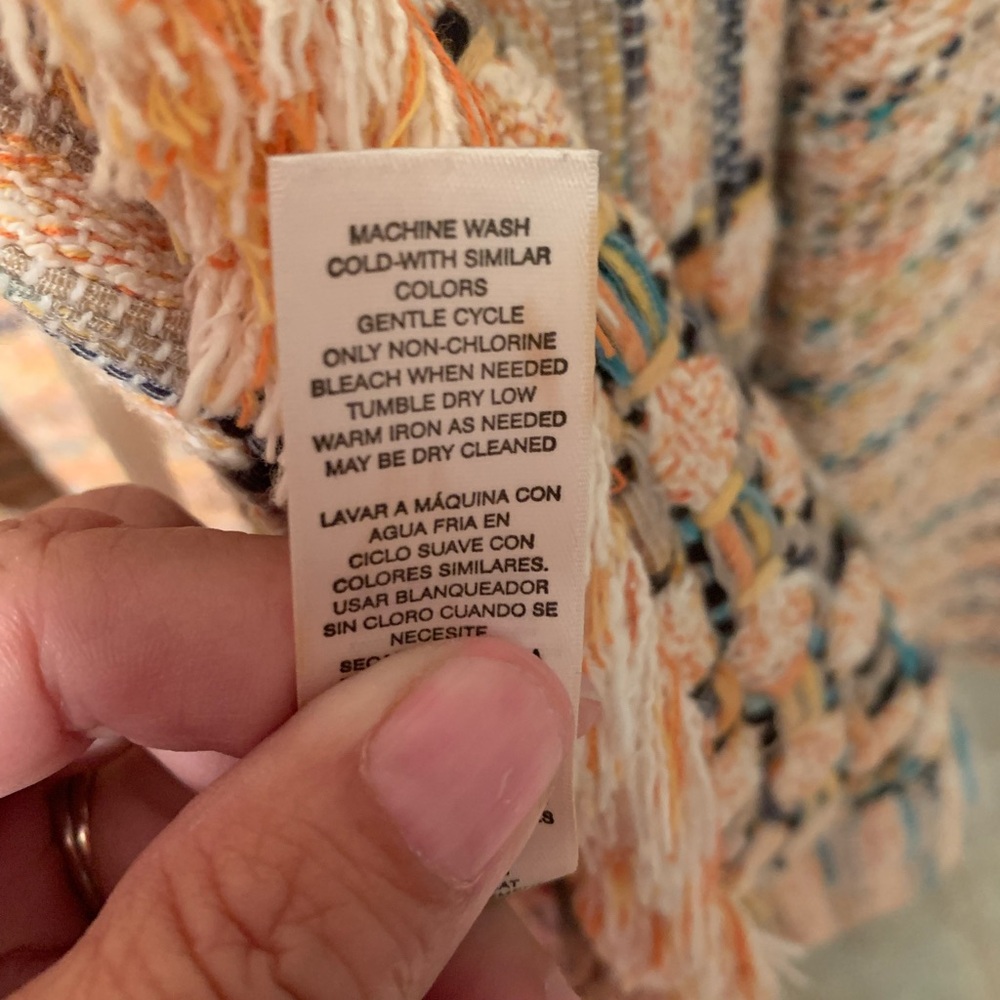 MACHINE WASH
COLD-WITH SIMILAR
COLORS
GENTLE CYCLE
ONLY NON-CHLORINE
BLEACH WHEN NEEDED
TUMBLE DRY LOW
WARM IRON AS NEEDED
MAY BE DRY CLEANED
LAVAR A MÁQUINA CON
AGUA FRIA EN
CICLO SUAVE CON
COLORES SIMILARES.
USAR BLANQUEADOR
SIN CLORO CUANDO SE
NECESITE